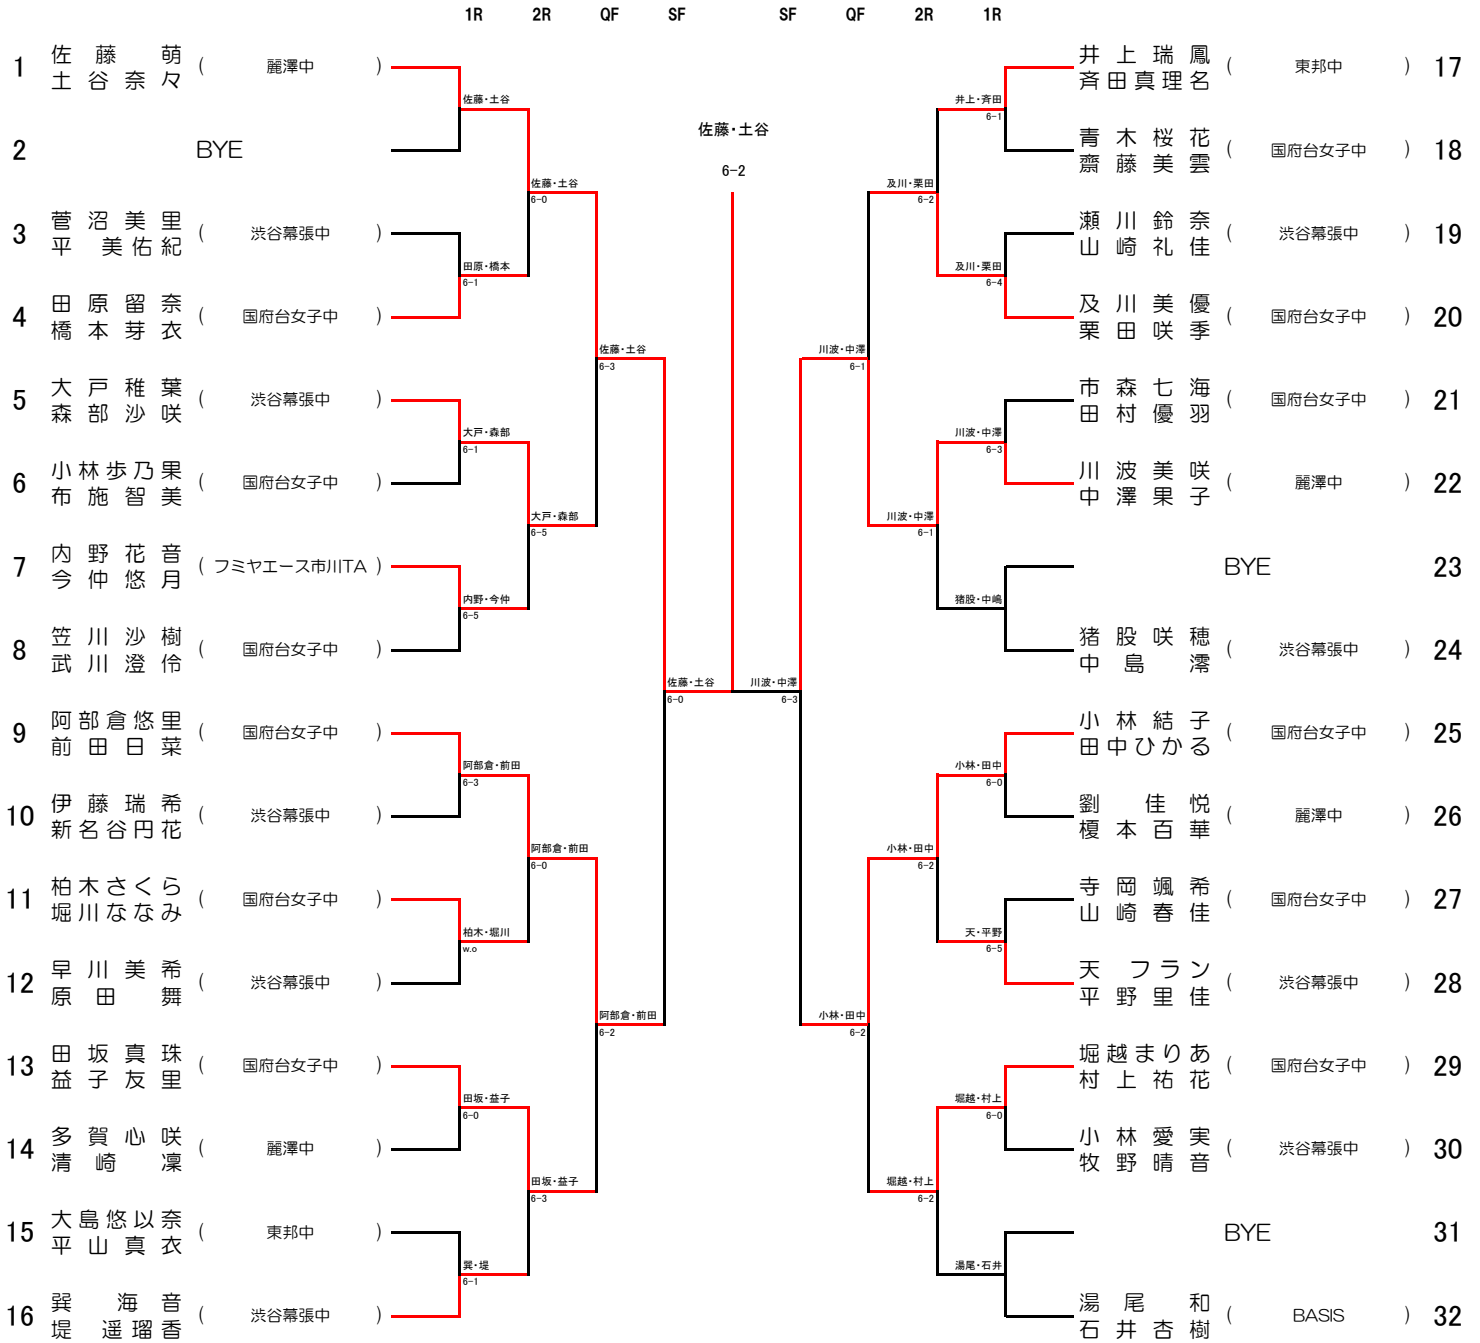 1R 2R QF SF SF QF 2R 1R
1 佐藤 萌 土谷奈々 ( 麗澤中 )
2 BYE
3 菅沼美里 平 美佑紀 ( 渋谷幕張中 )
4 田原留奈 橋本芽衣 ( 国府台女子中 )
5 大戸稚葉 森部沙咲 ( 渋谷幕張中 )
6 小林歩乃果 布施智美 ( 国府台女子中 )
7 内野花音 今仲悠月 ( フミヤエース市川TA )
8 笠川沙樹 武川澄伶 ( 国府台女子中 )
9 阿部倉悠里 前田日菜 ( 国府台女子中 )
10 伊藤瑞希 新名谷円花 ( 渋谷幕張中 )
11 柏木さくら 堀川ななみ ( 国府台女子中 )
12 早川美希 原田 舞 ( 渋谷幕張中 )
13 田坂真珠 益子友里 ( 国府台女子中 )
14 多賀心咲 清崎 凜 ( 麗澤中 )
15 大島悠以奈 平山真衣 ( 東邦中 )
16 巽 海音 堤 遥瑠香 ( 渋谷幕張中 )
佐藤・土谷
田原・橋本
6-1
大戸・森部
6-1
内野・今仲
6-5
阿部倉・前田
6-3
柏木・堀川
w.o
田坂・益子
6-0
巽・堤
6-1
佐藤・土谷
6-0
大戸・森部
6-5
阿部倉・前田
6-0
田坂・益子
6-3
佐藤・土谷
6-3
阿部倉・前田
6-2
佐藤・土谷
6-0
佐藤・土谷
6-2
川波・中澤
6-3
川波・中澤
6-1
小林・田中
6-2
及川・栗田
6-2
川波・中澤
6-1
小林・田中
6-2
堀越・村上
6-2
井上・斉田
6-1
及川・栗田
6-4
川波・中澤
6-3
猪股・中嶋
小林・田中
6-0
天・平野
6-5
堀越・村上
6-0
湯尾・石井
井上瑞鳳 斉田真理名 ( 東邦中 ) 17
青木桜花 齋藤美雲 ( 国府台女子中 ) 18
瀬川鈴奈 山崎礼佳 ( 渋谷幕張中 ) 19
及川美優 栗田咲季 ( 国府台女子中 ) 20
市森七海 田村優羽 ( 国府台女子中 ) 21
川波美咲 中澤果子 ( 麗澤中 ) 22
BYE 23
猪股咲穂 中島 澪 ( 渋谷幕張中 ) 24
小林結子 田中ひかる ( 国府台女子中 ) 25
劉 佳悦 榎本百華 ( 麗澤中 ) 26
寺岡颯希 山崎春佳 ( 国府台女子中 ) 27
天 フラン 平野里佳 ( 渋谷幕張中 ) 28
堀越まりあ 村上祐花 ( 国府台女子中 ) 29
小林愛実 牧野晴音 ( 渋谷幕張中 ) 30
BYE 31
湯尾 和 石井杏樹 ( BASIS ) 32